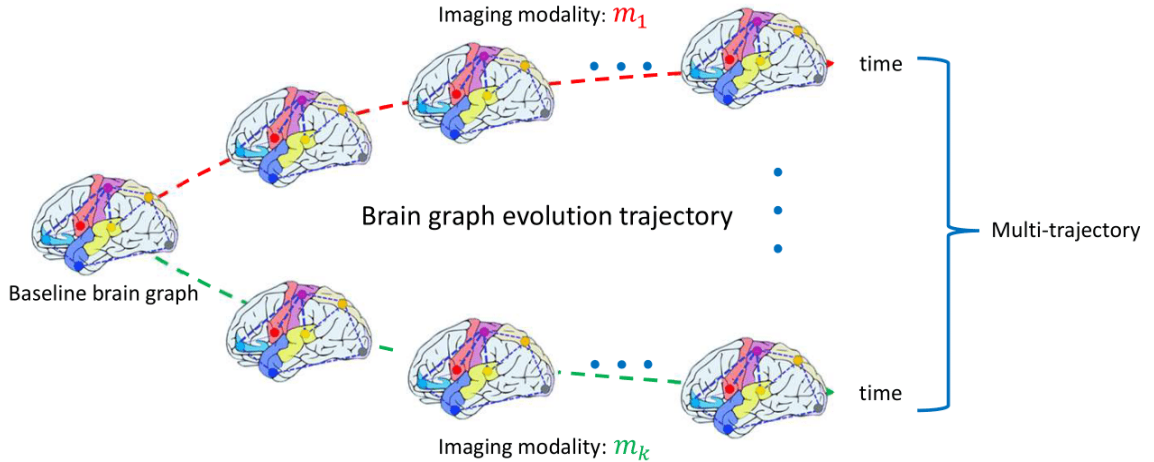 Imaging modality: m₁
time
Brain graph evolution trajectory
Multi-trajectory
Baseline brain graph
time
Imaging modality: mₖ